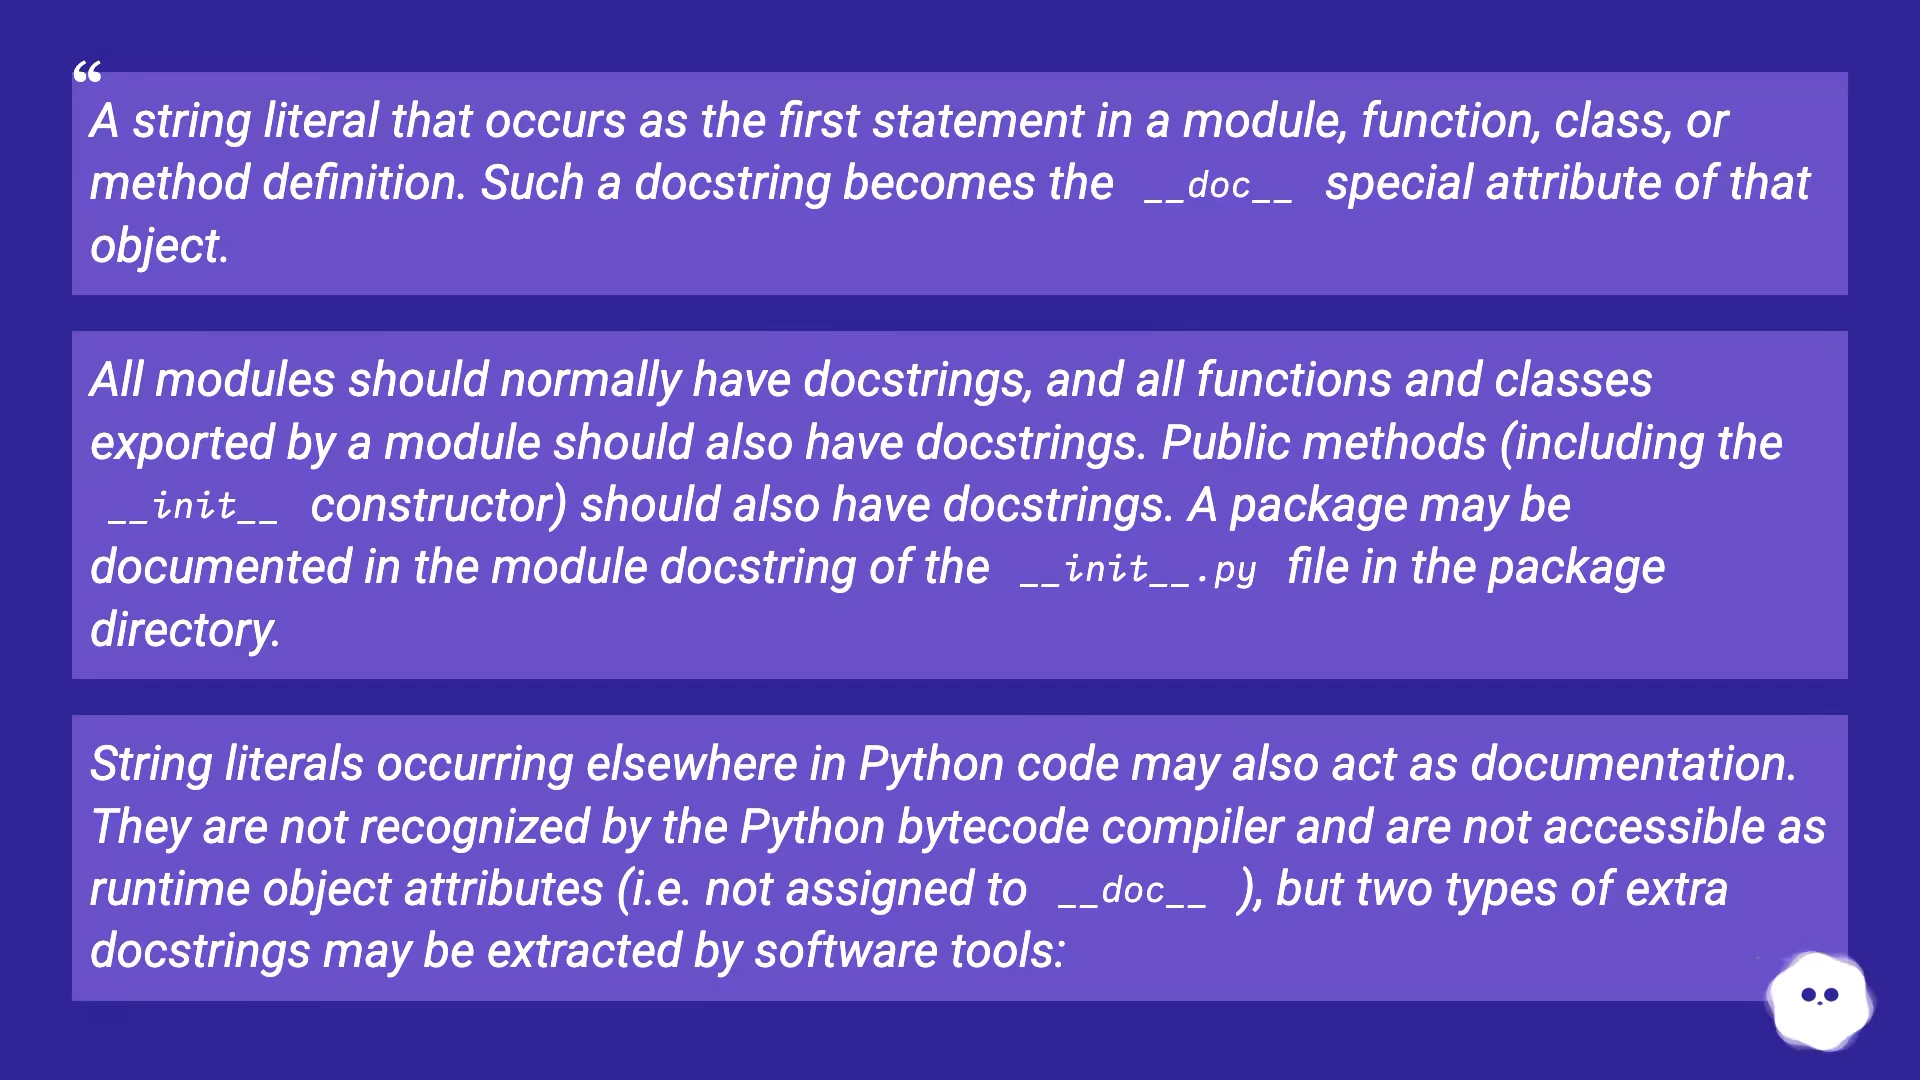 “
A string literal that occurs as the first statement in a module, function, class, or
method definition. Such a docstring becomes the __doc__ special attribute of that
object.
All modules should normally have docstrings, and all functions and classes
exported by a module should also have docstrings. Public methods (including the
__init__ constructor) should also have docstrings. A package may be
documented in the module docstring of the __init__.py file in the package
directory.
String literals occurring elsewhere in Python code may also act as documentation.
They are not recognized by the Python bytecode compiler and are not accessible as
runtime object attributes (i.e. not assigned to __doc__ ), but two types of extra
docstrings may be extracted by software tools: